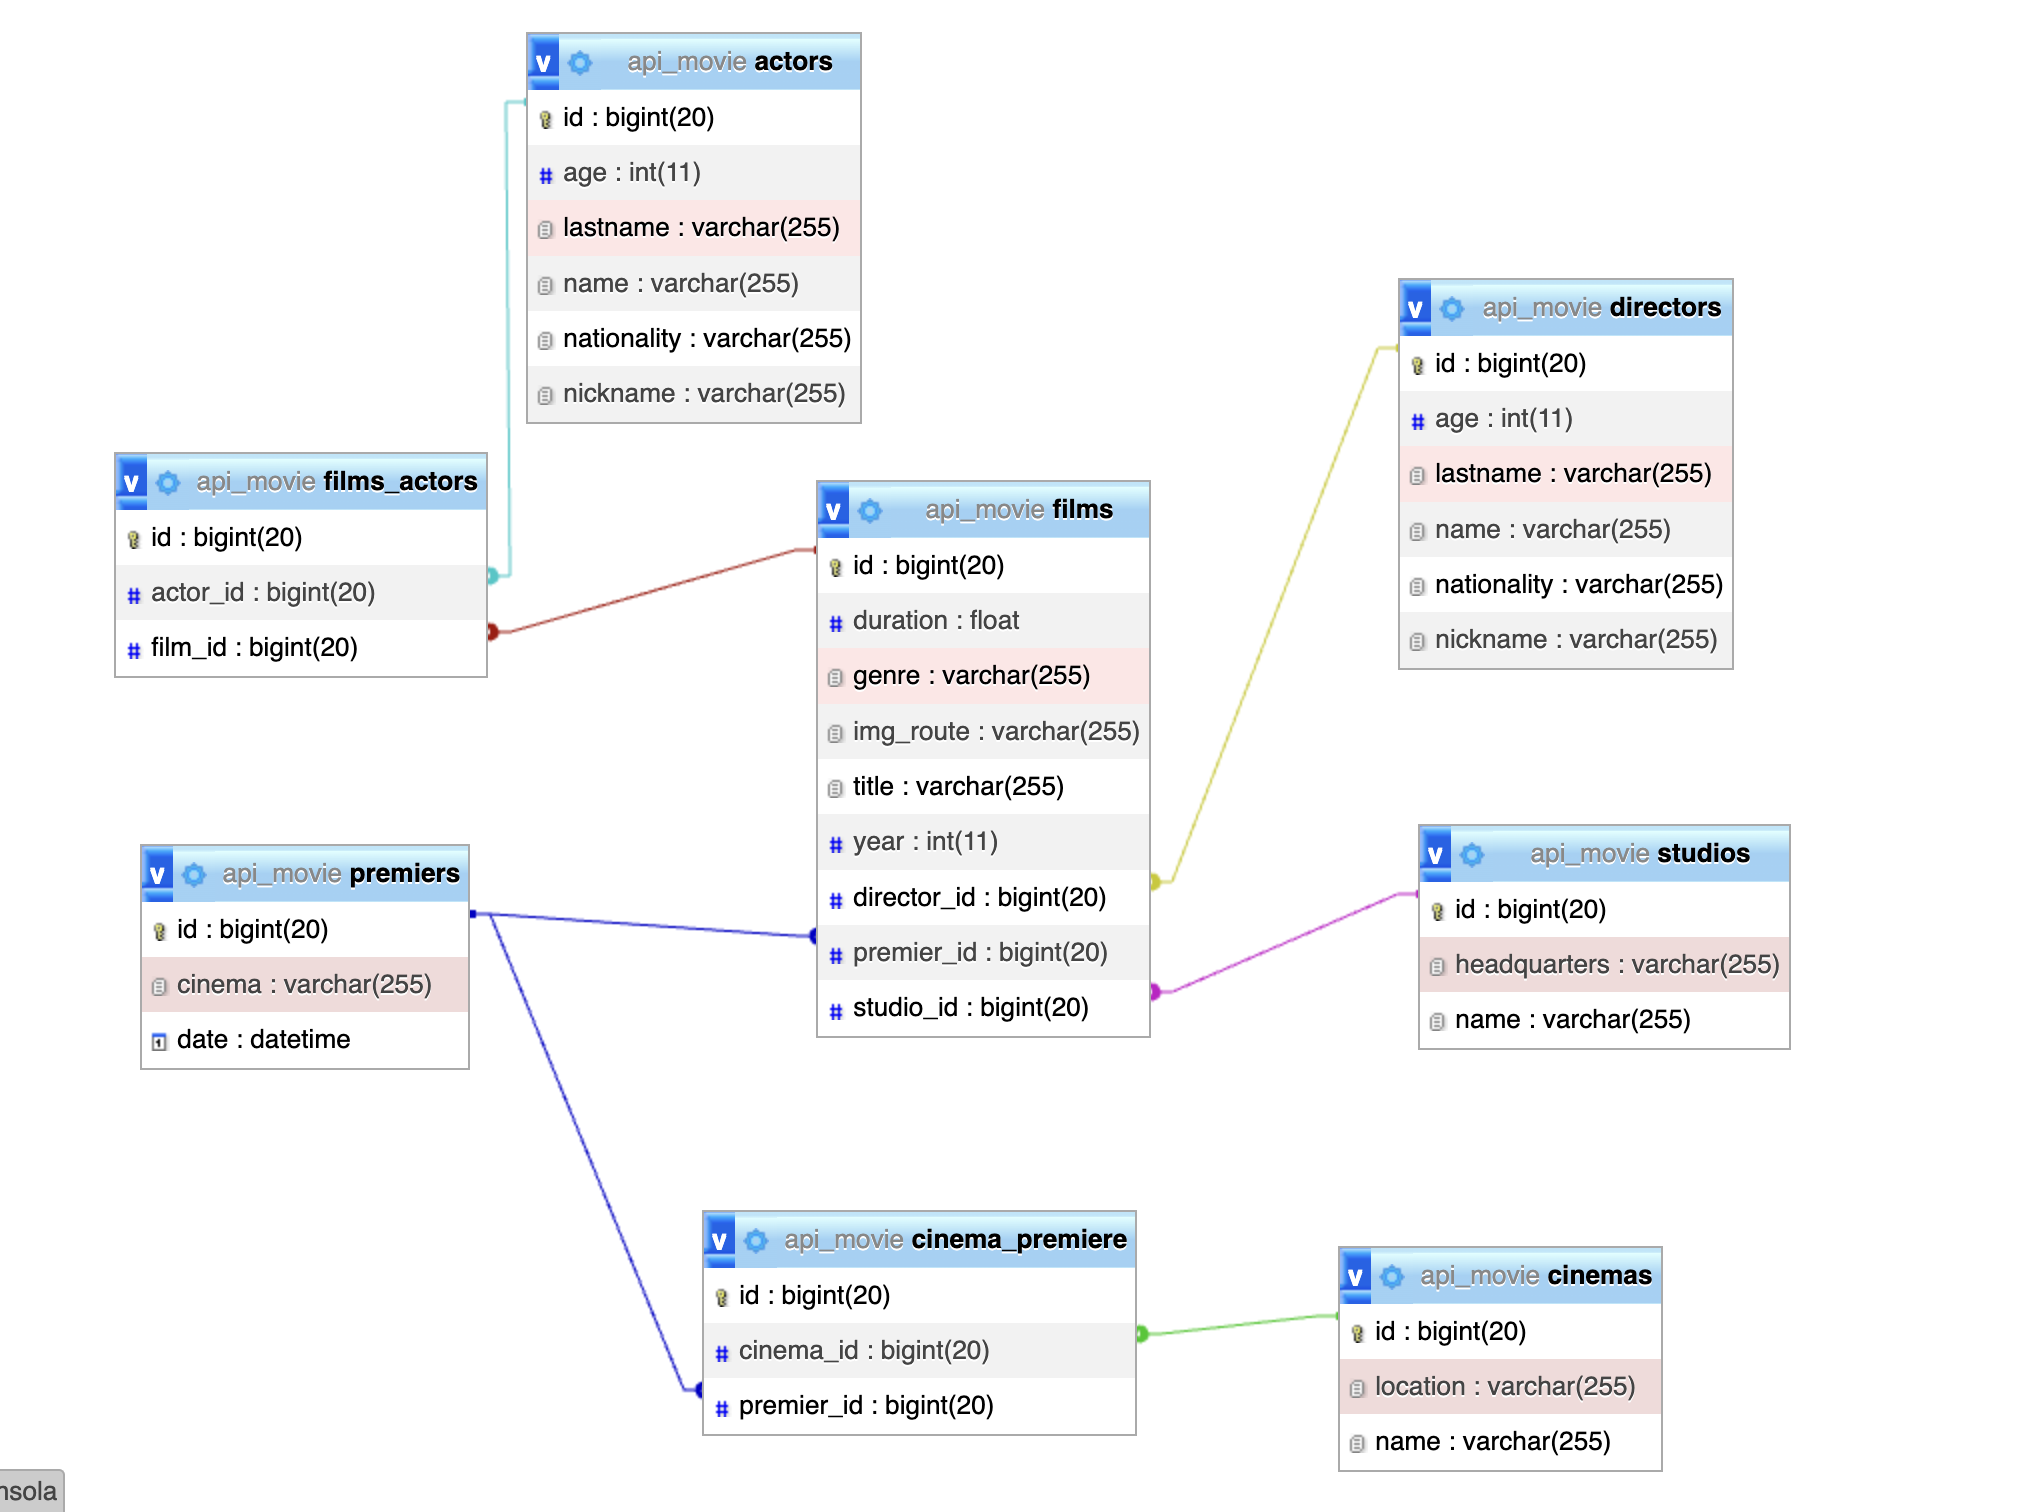 api_movie actors
id : bigint(20)
age : int(11)
lastname : varchar(255)
name : varchar(255)
nationality : varchar(255)
nickname : varchar(255)
api_movie directors
id : bigint(20)
age : int(11)
lastname : varchar(255)
name : varchar(255)
nationality : varchar(255)
nickname : varchar(255)
api_movie films_actors
id : bigint(20)
actor_id : bigint(20)
film_id : bigint(20)
api_movie films
id : bigint(20)
duration : float
genre : varchar(255)
img_route : varchar(255)
title : varchar(255)
year : int(11)
director_id : bigint(20)
premier_id : bigint(20)
studio_id : bigint(20)
api_movie premiers
id : bigint(20)
cinema : varchar(255)
date : datetime
api_movie studios
id : bigint(20)
headquarters : varchar(255)
name : varchar(255)
api_movie cinema_premiere
id : bigint(20)
cinema_id : bigint(20)
premier_id : bigint(20)
api_movie cinemas
id : bigint(20)
location : varchar(255)
name : varchar(255)
nsola